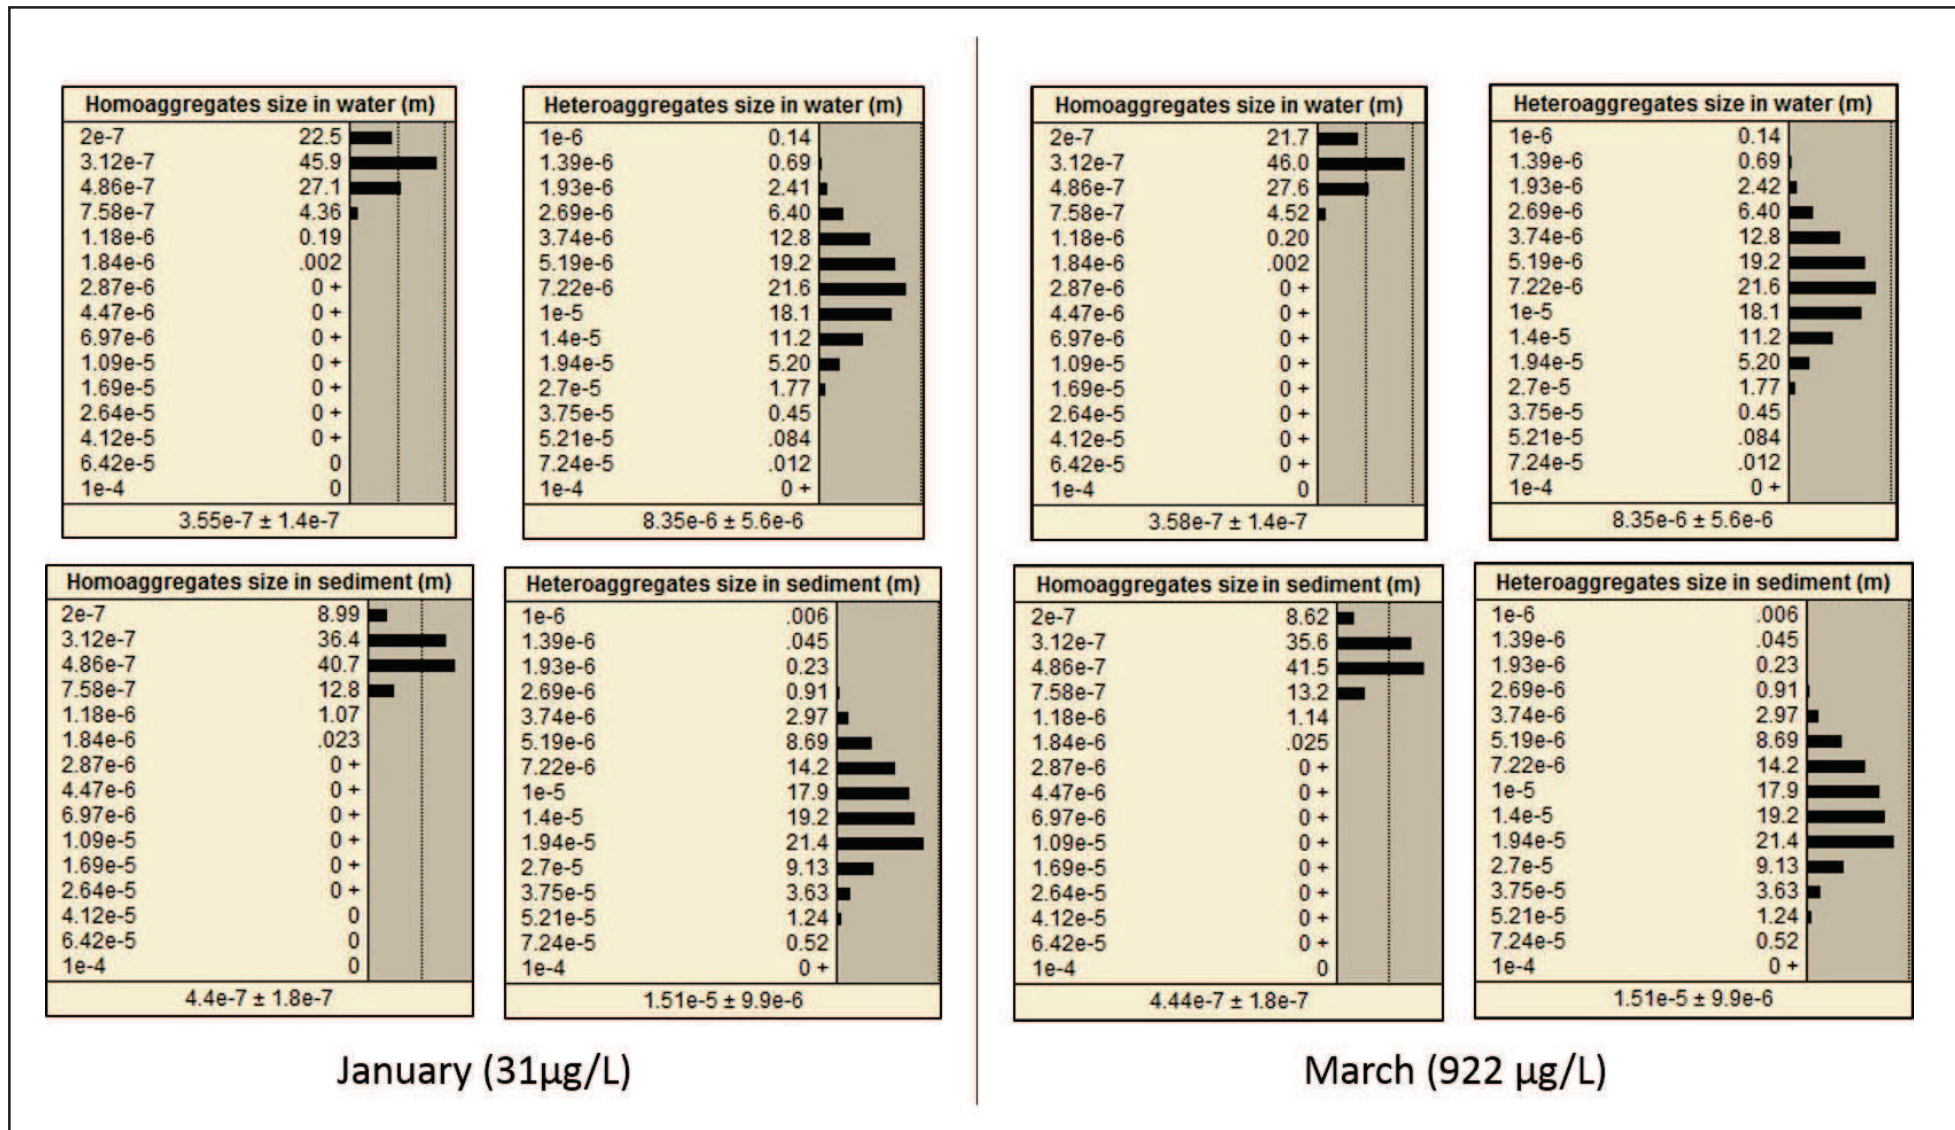 Homoaggregates size in water (m)
2e-7 22.5
3.12e-7 45.9
4.86e-7 27.1
7.58e-7 4.36
1.18e-6 0.19
1.84e-6 .002
2.87e-6 0 +
4.47e-6 0 +
6.97e-6 0 +
1.09e-5 0 +
1.69e-5 0 +
2.64e-5 0 +
4.12e-5 0 +
6.42e-5 0
1e-4 0
3.55e-7 ± 1.4e-7
Heteroaggregates size in water (m)
1e-6 0.14
1.39e-6 0.69
1.93e-6 2.41
2.69e-6 6.40
3.74e-6 12.8
5.19e-6 19.2
7.22e-6 21.6
1e-5 18.1
1.4e-5 11.2
1.94e-5 5.20
2.7e-5 1.77
3.75e-5 0.45
5.21e-5 .084
7.24e-5 .012
1e-4 0 +
8.35e-6 ± 5.6e-6
Homoaggregates size in sediment (m)
2e-7 8.99
3.12e-7 36.4
4.86e-7 40.7
7.58e-7 12.8
1.18e-6 1.07
1.84e-6 .023
2.87e-6 0 +
4.47e-6 0 +
6.97e-6 0 +
1.09e-5 0 +
1.69e-5 0 +
2.64e-5 0 +
4.12e-5 0
6.42e-5 0
1e-4 0
4.4e-7 ± 1.8e-7
Heteroaggregates size in sediment (m)
1e-6 .006
1.39e-6 .045
1.93e-6 0.23
2.69e-6 0.91
3.74e-6 2.97
5.19e-6 8.69
7.22e-6 14.2
1e-5 17.9
1.4e-5 19.2
1.94e-5 21.4
2.7e-5 9.13
3.75e-5 3.63
5.21e-5 1.24
7.24e-5 0.52
1e-4 0 +
1.51e-5 ± 9.9e-6
January (31µg/L)
Homoaggregates size in water (m)
2e-7 21.7
3.12e-7 46.0
4.86e-7 27.6
7.58e-7 4.52
1.18e-6 0.20
1.84e-6 .002
2.87e-6 0 +
4.47e-6 0 +
6.97e-6 0 +
1.09e-5 0 +
1.69e-5 0 +
2.64e-5 0 +
4.12e-5 0 +
6.42e-5 0 +
1e-4 0
3.58e-7 ± 1.4e-7
Heteroaggregates size in water (m)
1e-6 0.14
1.39e-6 0.69
1.93e-6 2.42
2.69e-6 6.40
3.74e-6 12.8
5.19e-6 19.2
7.22e-6 21.6
1e-5 18.1
1.4e-5 11.2
1.94e-5 5.20
2.7e-5 1.77
3.75e-5 0.45
5.21e-5 .084
7.24e-5 .012
1e-4 0 +
8.35e-6 ± 5.6e-6
Homoaggregates size in sediment (m)
2e-7 8.62
3.12e-7 35.6
4.86e-7 41.5
7.58e-7 13.2
1.18e-6 1.14
1.84e-6 .025
2.87e-6 0 +
4.47e-6 0 +
6.97e-6 0 +
1.09e-5 0 +
1.69e-5 0 +
2.64e-5 0 +
4.12e-5 0 +
6.42e-5 0 +
1e-4 0
4.44e-7 ± 1.8e-7
Heteroaggregates size in sediment (m)
1e-6 .006
1.39e-6 .045
1.93e-6 0.23
2.69e-6 0.91
3.74e-6 2.97
5.19e-6 8.69
7.22e-6 14.2
1e-5 17.9
1.4e-5 19.2
1.94e-5 21.4
2.7e-5 9.13
3.75e-5 3.63
5.21e-5 1.24
7.24e-5 0.52
1e-4 0 +
1.51e-5 ± 9.9e-6
March (922 µg/L)